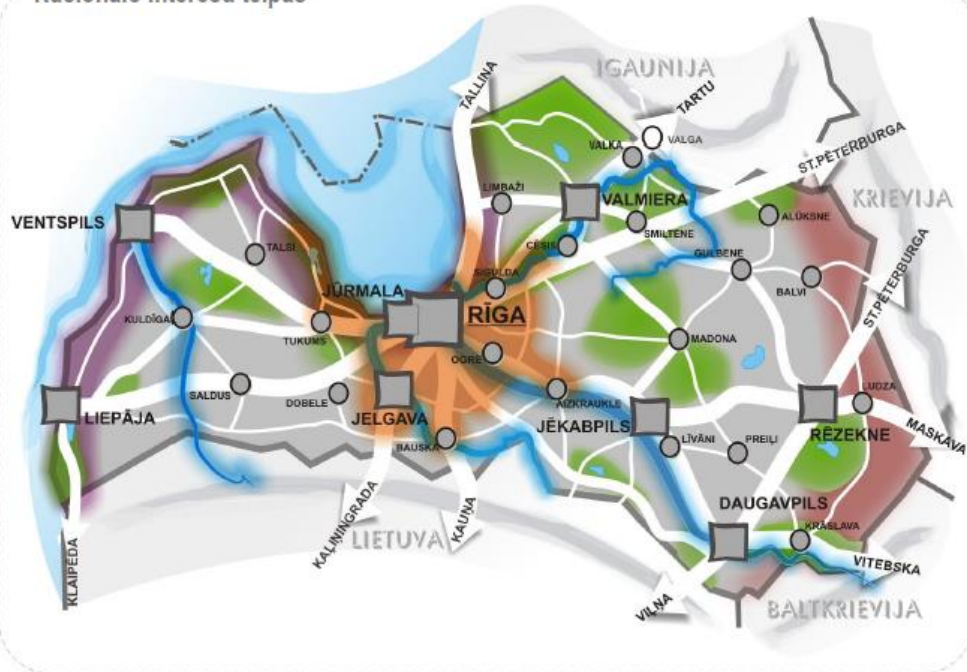 Nacionālo interešu telpas
IGAUNIJA
TALLINA
TARTU
VALGA
VALKA
ST.PĒTERBURGA
KRIEVIJA
LIMBAŽI
VALMIERA
ALŪKSNE
VENTSPILS
SMILTENE
CĒSIS
TALSI
GULBENE
SIGULDA
BALVI
ST.PĒTERBURGA
JŪRMALA
RĪGA
KULDĪGA
TUKUMS
MADONA
OGRE
SALDUS
DOBELE
AIZKRAUKLE
LUDZA
LIEPĀJA
JELGAVA
JĒKABPILS
RĒZEKNE
MASKAVA
BAUSKA
LĪVĀNI
PREIĻI
DAUGAVPILS
KRĀSLAVA
KAĻININGRADA
KAUŅA
LIETUVA
KLAIPĒDA
VITEBSKA
VIĻŅA
BALTKRIEVIJA